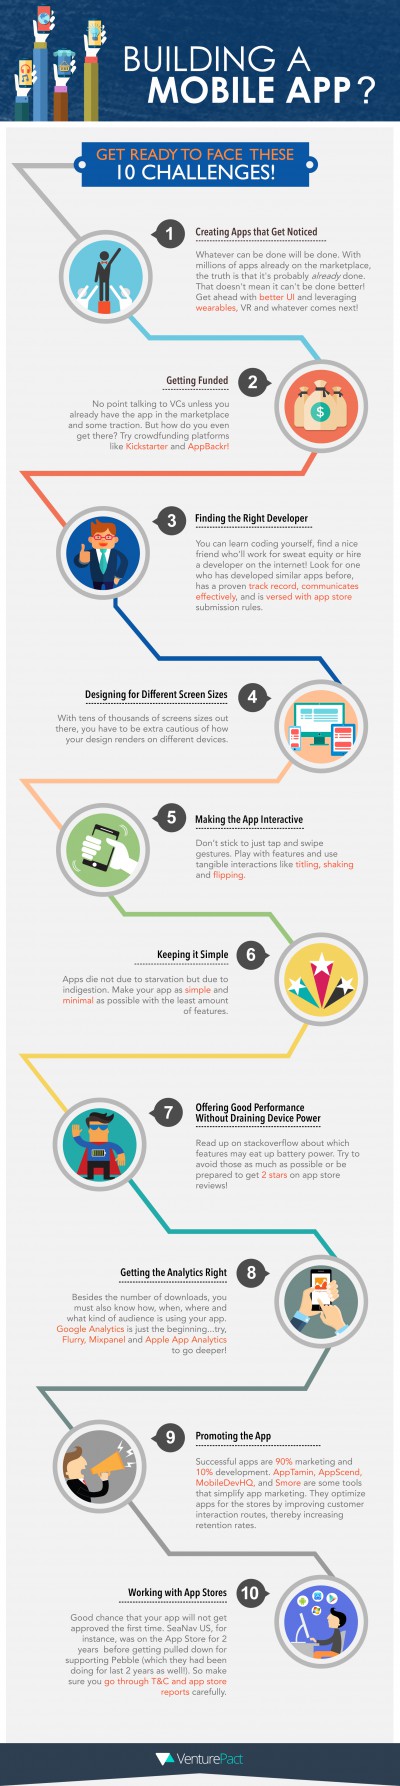 BUILDING A
MOBILE APP?
GET READY TO FACE THESE
10 CHALLENGES!
1
Creating Apps that Get Noticed
Whatever can be done will be done. With
millions of apps already on the marketplace,
the truth is that it's probably already done.
That doesn't mean it can't be done better!
Get ahead with better UI and leveraging
wearables, VR and whatever comes next!
Getting Funded
2
No point talking to VCs unless you
already have the app in the marketplace
and some traction. But how do you even
get there? Try crowdfunding platforms
like Kickstarter and AppBackr!
$
3
Finding the Right Developer
You can learn coding yourself, find a nice
friend who'll work for sweat equity or hire
a developer on the internet! Look for one
who has developed similar apps before,
has a proven track record, communicates
effectively, and is versed with app store
submission rules.
Designing for Different Screen Sizes
4
With tens of thousands of screens sizes out
there, you have to be extra cautious of how
your design renders on different devices.
5
Making the App Interactive
Don't stick to just tap and swipe
gestures. Play with features and use
tangible interactions like titling, shaking
and flipping.
Keeping it Simple
6
Apps die not due to starvation but due to
indigestion. Make your app as simple and
minimal as possible with the least amount
of features.
7
Offering Good Performance
Without Draining Device Power
Read up on stackoverflow about which
features may eat up battery power. Try to
avoid those as much as possible or be
prepared to get 2 stars on app store
reviews!
Getting the Analytics Right
8
Besides the number of downloads, you
must also know how, when, where and
what kind of audience is using your app.
Google Analytics is just the beginning...try,
Flurry, Mixpanel and Apple App Analytics
to go deeper!
9
Promoting the App
Successful apps are 90% marketing and
10% development. AppTamin, AppScend,
MobileDevHQ, and Smore are some tools
that simplify app marketing. They optimize
apps for the stores by improving customer
interaction routes, thereby increasing
retention rates.
Working with App Stores
10
Good chance that your app will not get
approved the first time. SeaNav US, for
instance, was on the App Store for 2
years before getting pulled down for
supporting Pebble (which they had been
doing for last 2 years as well!). So make
sure you go through T&C and app store
reports carefully.
VenturePact